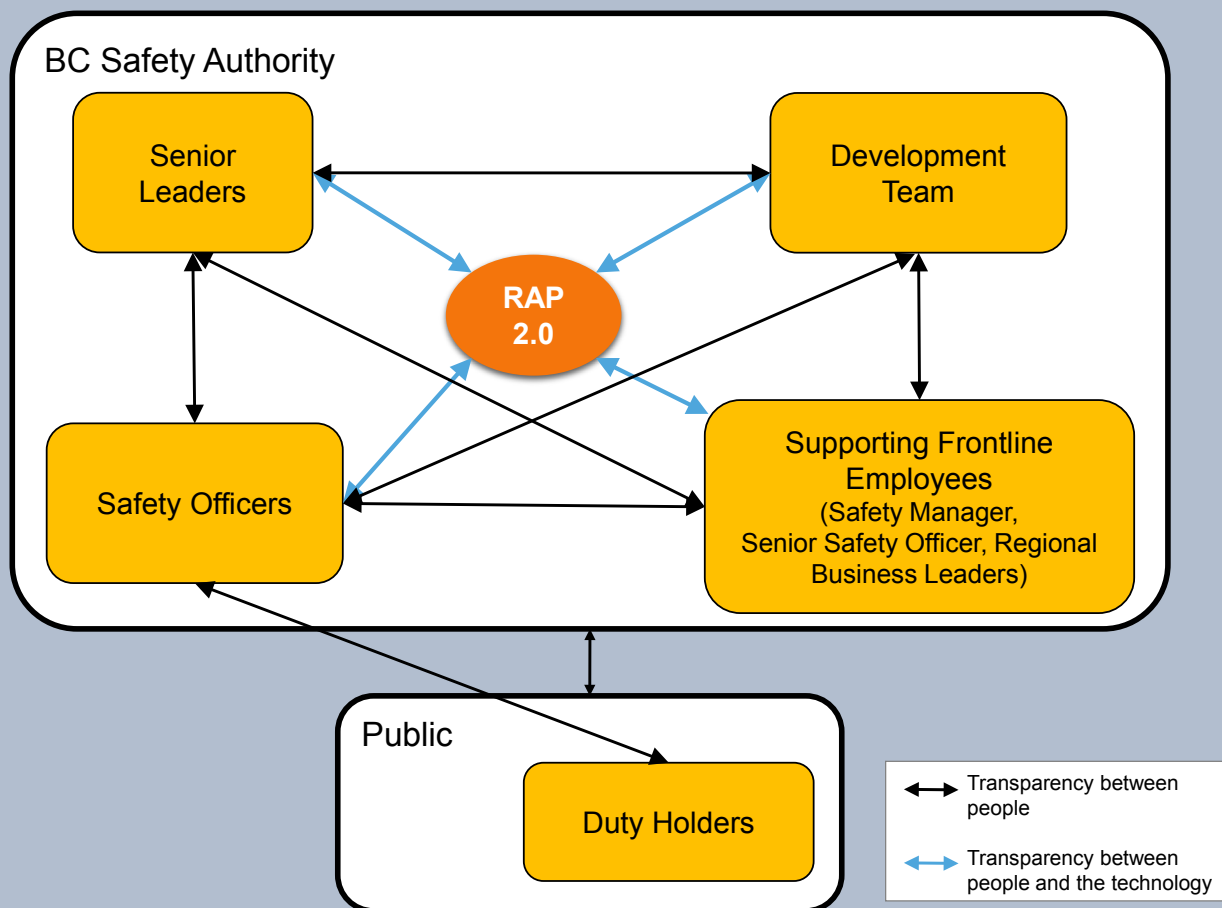 BC Safety Authority
Senior
Leaders
Development
Team
RAP
2.0
Safety Officers
Supporting Frontline
Employees
(Safety Manager,
Senior Safety Officer, Regional
Business Leaders)
Public
Duty Holders
Transparency between
people
Transparency between
people and the technology